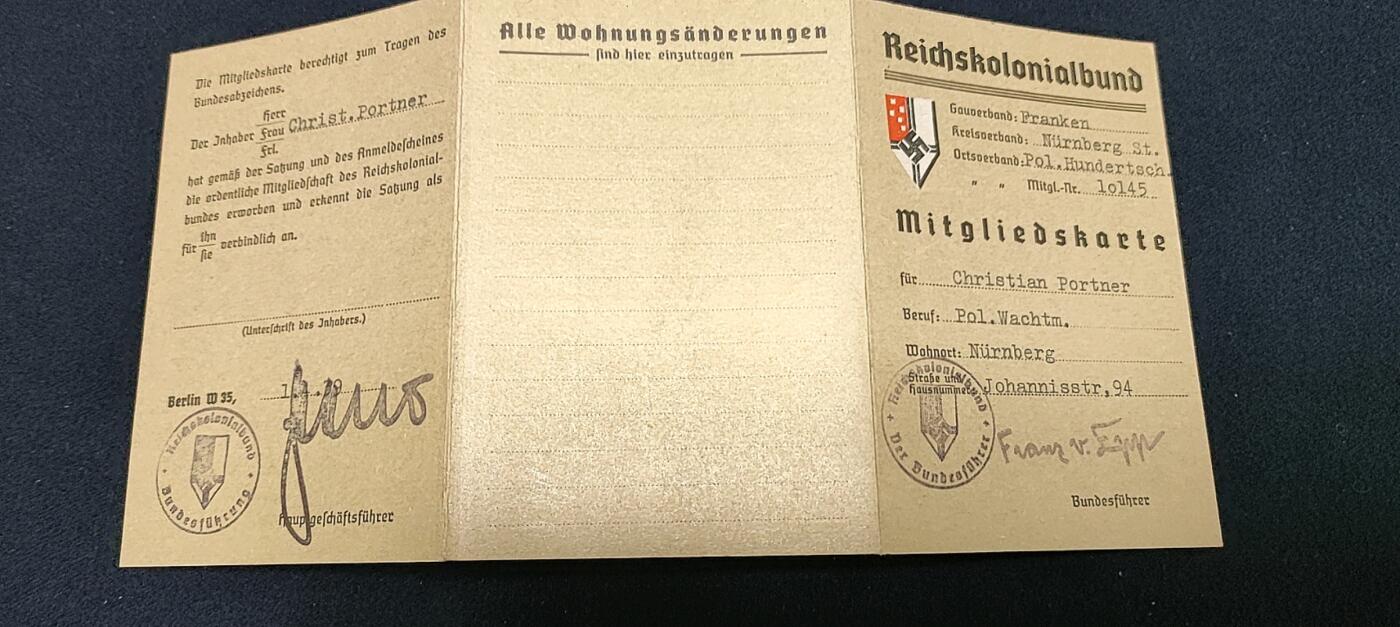 Die Mitgliedskarte berechtigt zum Tragen des
Bundesabzeichens.
Herr
Der Inhaber Frau Christ. Portner
Frl.
hat gemäß der Satzung und des Anmeldescheines
die ordentliche Mitgliedschaft des Reichskolonial-
bundes erworben und erkennt die Satzung als
ihn
für verbindlich an.
sie
(Unterschrift des Inhabers.)
Berlin W 35,
Reichskolonialbund
Bundesführung
Hauptgeschäftsführer
Alle Wohnungsänderungen
sind hier einzutragen
Reichskolonialbund
Gauverband: Franken
Kreisverband: Nürnberg St.
Ortsverband: Pol.Hundertsch.
" " Mitgl.-Nr. 1o145
Mitgliedskarte
für Christian Portner
Beruf: Pol.Wachtm.
Wohnort: Nürnberg
Straße und
Hausnummer: Johannisstr,94
Reichskolonialbund
Der Bundesführer
Franz v. Epp
Bundesführer